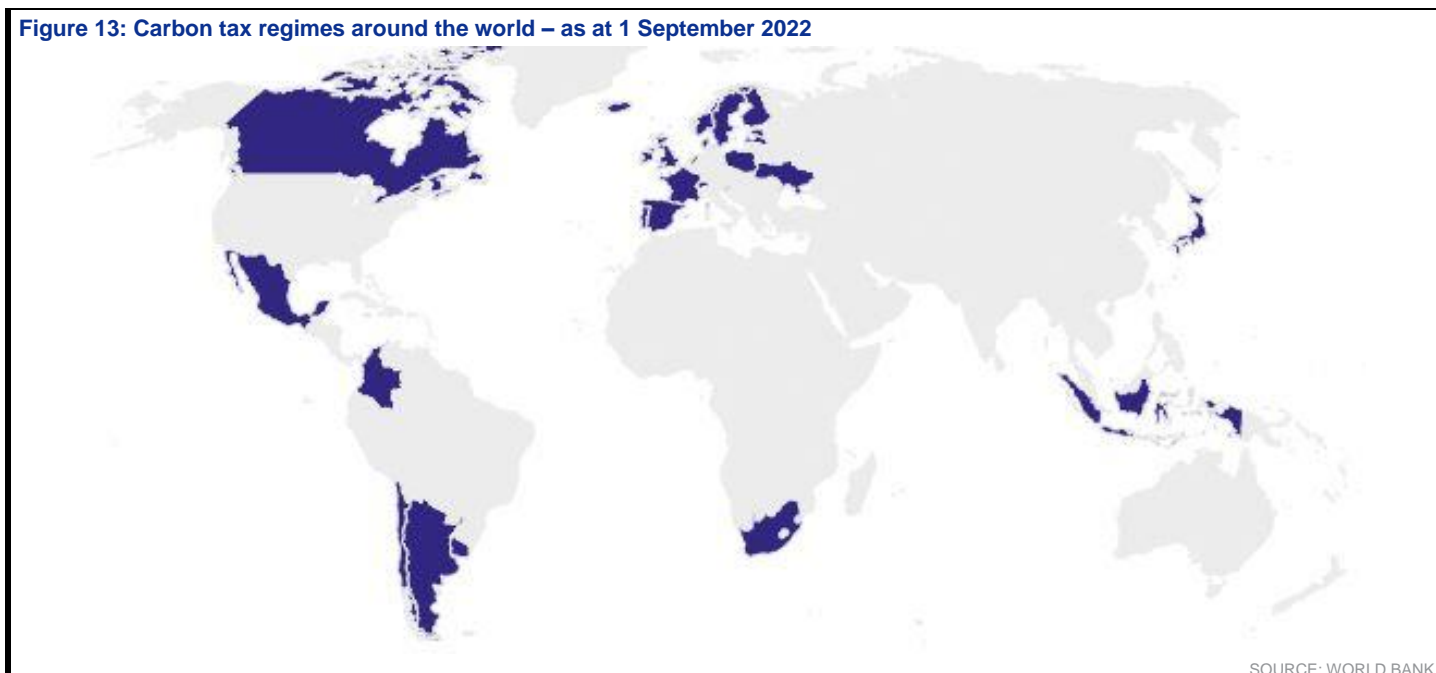 Figure 13: Carbon tax regimes around the world – as at 1 September 2022
SOURCE: WORLD BANK